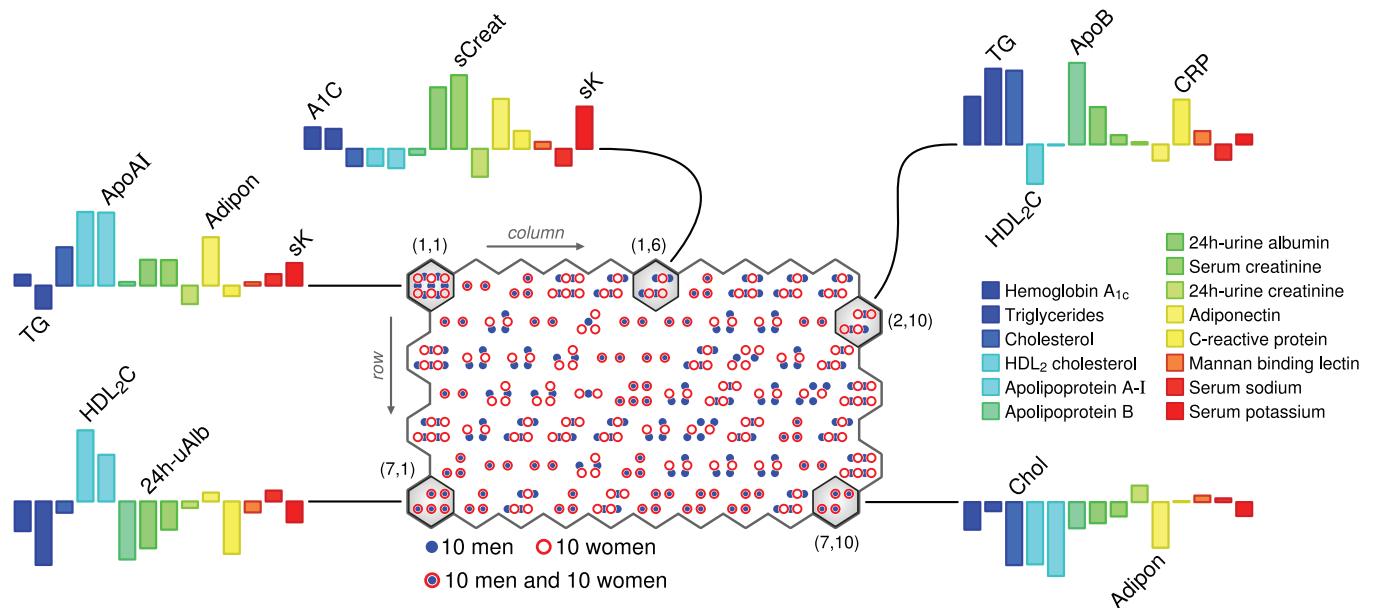 A1C
sCreat
sK
TG
ApoB
CRP
HDL₂C
ApoAI
Adipon
sK
TG
(1,1)
column
(1,6)
(2,10)
row
24h-urine albumin
Serum creatinine
24h-urine creatinine
Adiponectin
C-reactive protein
Mannan binding lectin
Serum sodium
Serum potassium
Hemoglobin A₁c
Triglycerides
Cholesterol
HDL₂ cholesterol
Apolipoprotein A-I
Apolipoprotein B
HDL₂C
24h-uAlb
(7,1)
Chol
Adipon
(7,10)
10 men
10 women
10 men and 10 women